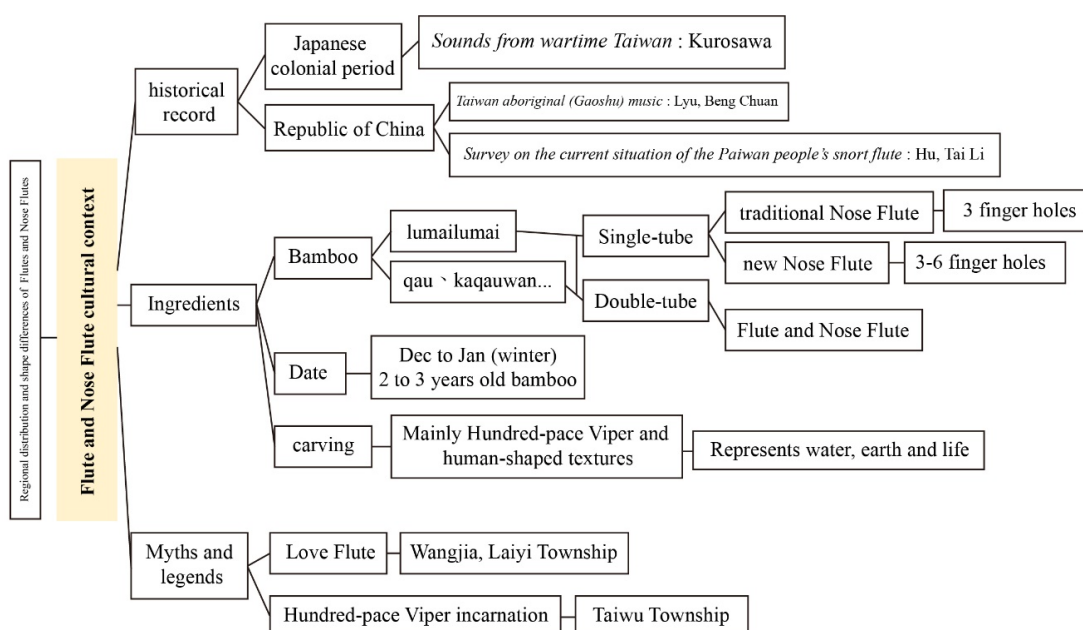 Regional distribution and shape differences of Flutes and Nose Flutes
Flute and Nose Flute cultural context
historical
record
Japanese
colonial period
Sounds from wartime Taiwan : Kurosawa
Republic of China
Taiwan aboriginal (Gaoshu) music : Lyu, Beng Chuan
Survey on the current situation of the Paiwan people's snort flute : Hu, Tai Li
Ingredients
Bamboo
lumailumai
qau、kaqauwan...
Single-tube
traditional Nose Flute
3 finger holes
new Nose Flute
3-6 finger holes
Double-tube
Flute and Nose Flute
Date
Dec to Jan (winter)
2 to 3 years old bamboo
carving
Mainly Hundred-pace Viper and
human-shaped textures
Represents water, earth and life
Myths and
legends
Love Flute
Wangjia, Laiyi Township
Hundred-pace Viper incarnation
Taiwu Township